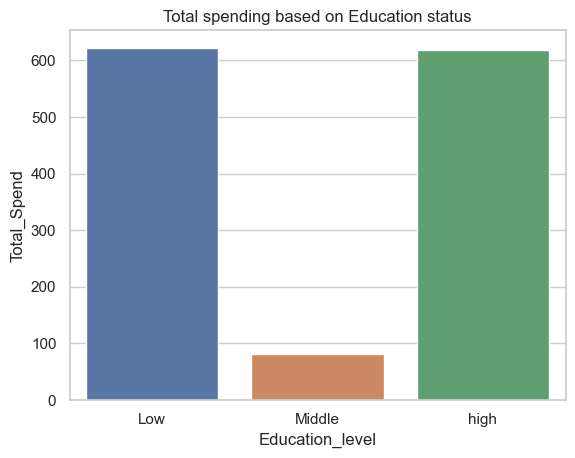 Total spending based on Education status
Total_Spend
600
500
400
300
200
100
0
Low Middle high
Education_level